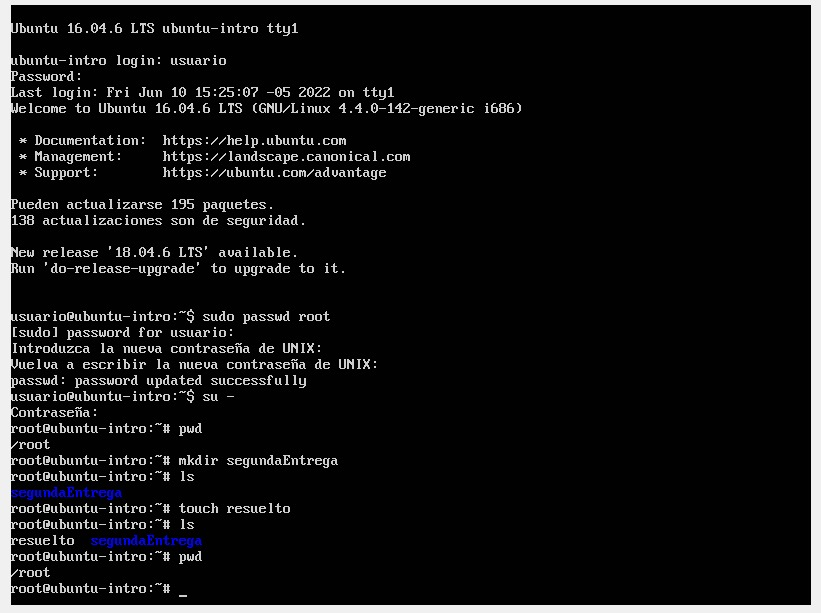 Ubuntu 16.04.6 LTS ubuntu-intro tty1
ubuntu-intro login: usuario
Password:
Last login: Fri Jun 10 15:25:07 -05 2022 on tty1
Welcome to Ubuntu 16.04.6 LTS (GNU/Linux 4.4.0-142-generic i686)
* Documentation:  https://help.ubuntu.com
* Management:     https://landscape.canonical.com
* Support:        https://ubuntu.com/advantage
Pueden actualizarse 195 paquetes.
138 actualizaciones son de seguridad.
New release '18.04.6 LTS' available.
Run 'do-release-upgrade' to upgrade to it.
usuario@ubuntu-intro:~$ sudo passwd root
[sudo] password for usuario:
Introduzca la nueva contraseña de UNIX:
Vuelva a escribir la nueva contraseña de UNIX:
passwd: password updated successfully
usuario@ubuntu-intro:~$ su -
Contraseña:
root@ubuntu-intro:~# pwd
/root
root@ubuntu-intro:~# mkdir segundaEntrega
root@ubuntu-intro:~# ls
segundaEntrega
root@ubuntu-intro:~# touch resuelto
root@ubuntu-intro:~# ls
resuelto  segundaEntrega
root@ubuntu-intro:~# pwd
/root
root@ubuntu-intro:~# _